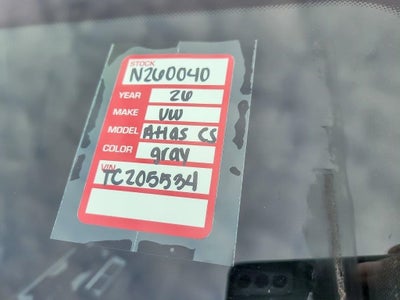 STOCK
N260040
YEAR 26
MAKE VW
MODEL Atlas CS
COLOR gray
VIN
TC205534